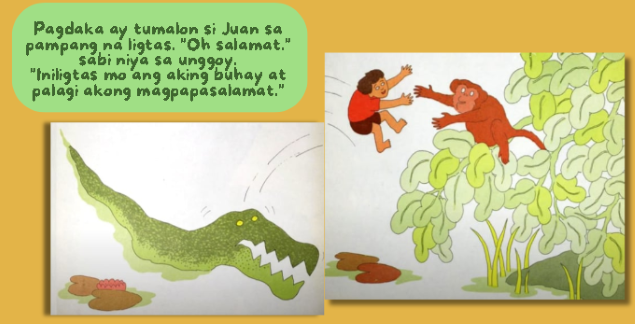 Pagdaka ay tumalon si Juan sa
pampang na ligtas. "Oh salamat,"
sabi niya sa unggoy.
"Iniligtas mo ang aking buhay at
palagi akong magpapasalamat."